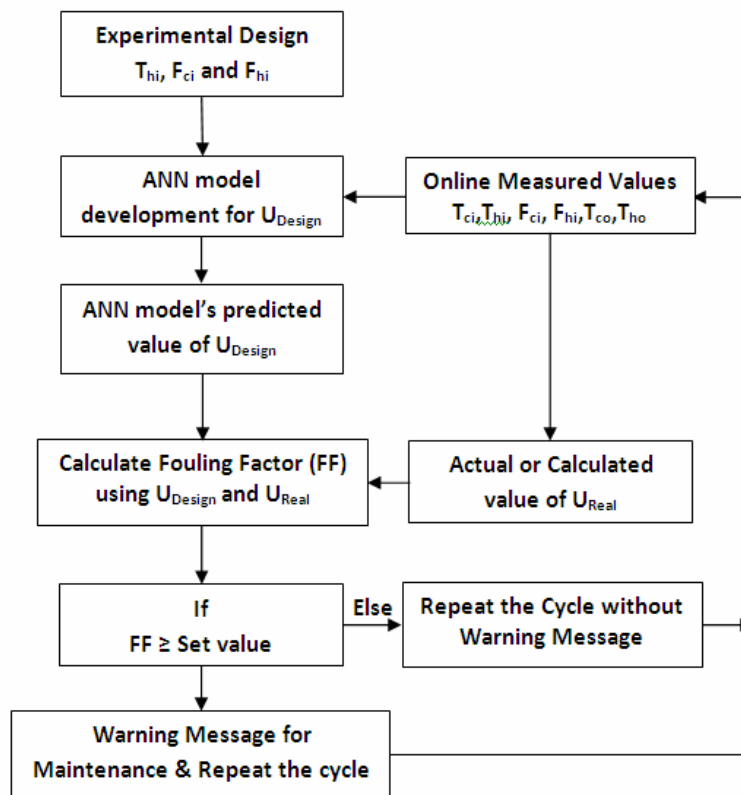 Experimental Design
Thi, Fci and Fhi
ANN model
development for UDesign
Online Measured Values
Tci,Thi, Fci, Fhi,Tco,Tho
ANN model's predicted
value of UDesign
Calculate Fouling Factor (FF)
using UDesign and UReal
Actual or Calculated
value of UReal
If
FF ≥ Set value
Else
Repeat the Cycle without
Warning Message
Warning Message for
Maintenance & Repeat the cycle